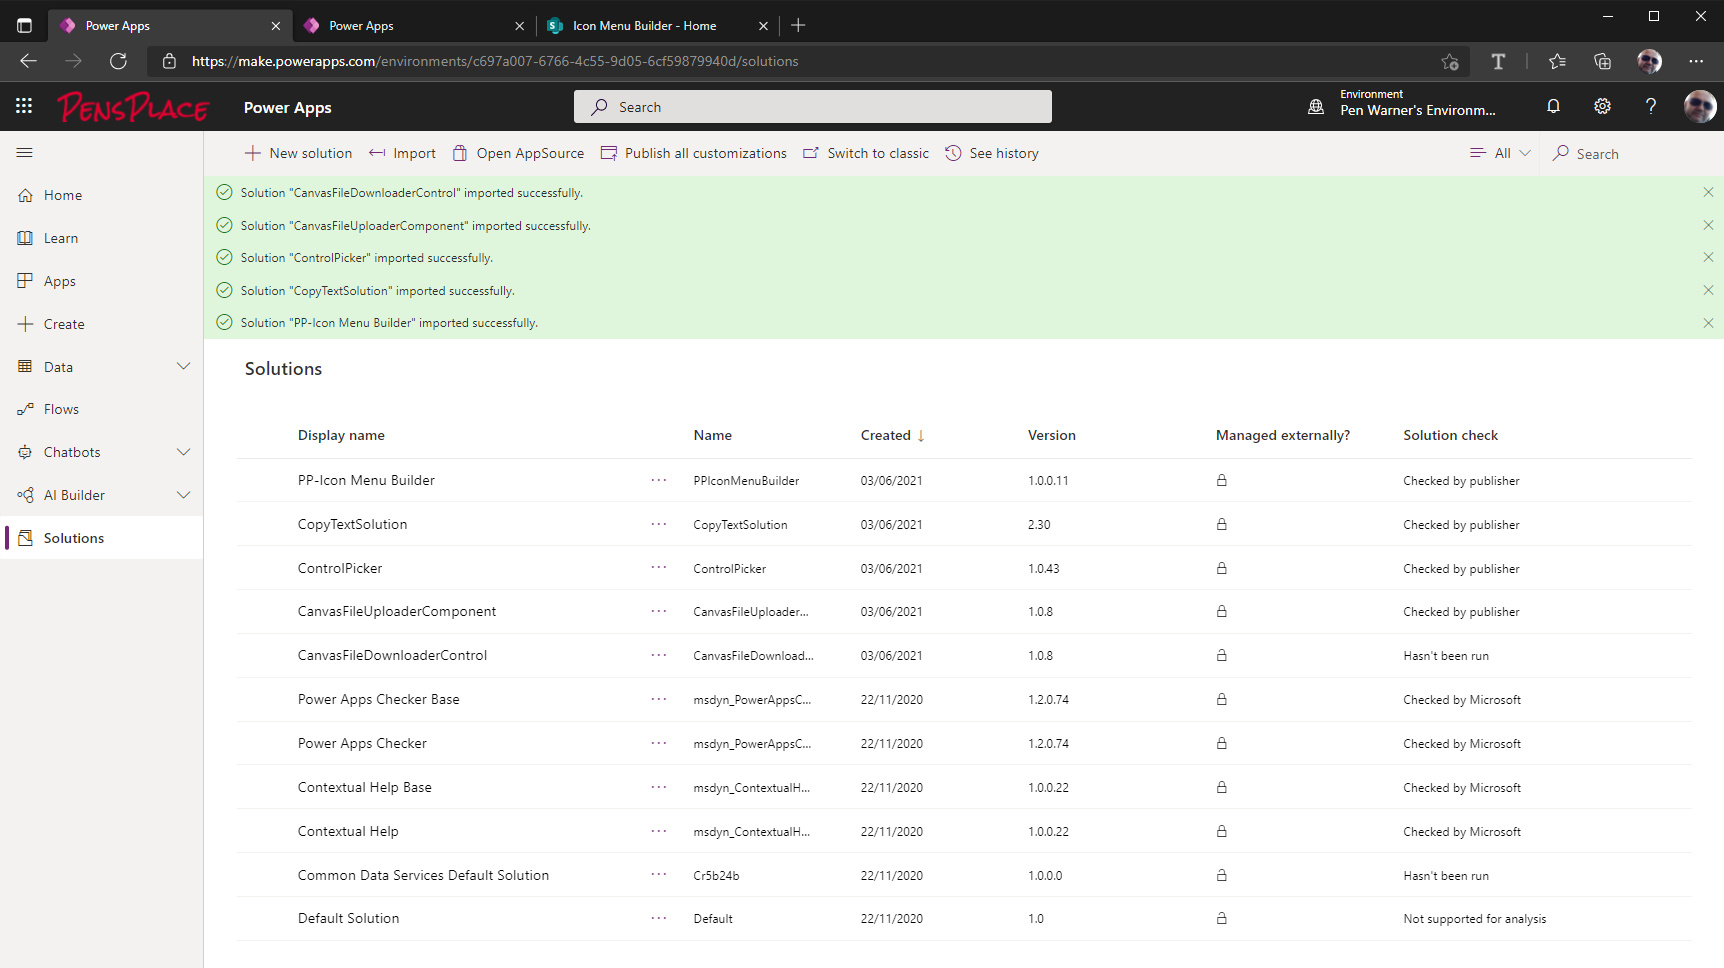 Power Apps
Power Apps
Icon Menu Builder - Home
https://make.powerapps.com/environments/c697a007-6766-4c55-9d05-6cf59879940d/solutions
T
PENSPLACE
Power Apps
Search
Environment
Pen Warner's Environm...
?
New solution
Import
Open AppSource
Publish all customizations
Switch to classic
See history
All
Search
Home
Learn
Apps
Create
Data
Flows
Chatbots
AI Builder
Solutions
Solution "CanvasFileDownloaderControl" imported successfully.
Solution "CanvasFileUploaderComponent" imported successfully.
Solution "ControlPicker" imported successfully.
Solution "CopyTextSolution" imported successfully.
Solution "PP-Icon Menu Builder" imported successfully.
Solutions
Display name Name Created ↓ Version Managed externally? Solution check
PP-Icon Menu Builder ... PPIconMenuBuilder 03/06/2021 1.0.0.11 Checked by publisher
CopyTextSolution ... CopyTextSolution 03/06/2021 2.30 Checked by publisher
ControlPicker ... ControlPicker 03/06/2021 1.0.43 Checked by publisher
CanvasFileUploaderComponent ... CanvasFileUploader... 03/06/2021 1.0.8 Checked by publisher
CanvasFileDownloaderControl ... CanvasFileDownload... 03/06/2021 1.0.8 Hasn't been run
Power Apps Checker Base ... msdyn_PowerAppsC... 22/11/2020 1.2.0.74 Checked by Microsoft
Power Apps Checker ... msdyn_PowerAppsC... 22/11/2020 1.2.0.74 Checked by Microsoft
Contextual Help Base ... msdyn_ContextualH... 22/11/2020 1.0.0.22 Checked by Microsoft
Contextual Help ... msdyn_ContextualH... 22/11/2020 1.0.0.22 Checked by Microsoft
Common Data Services Default Solution ... Cr5b24b 22/11/2020 1.0.0.0 Hasn't been run
Default Solution ... Default 22/11/2020 1.0 Not supported for analysis